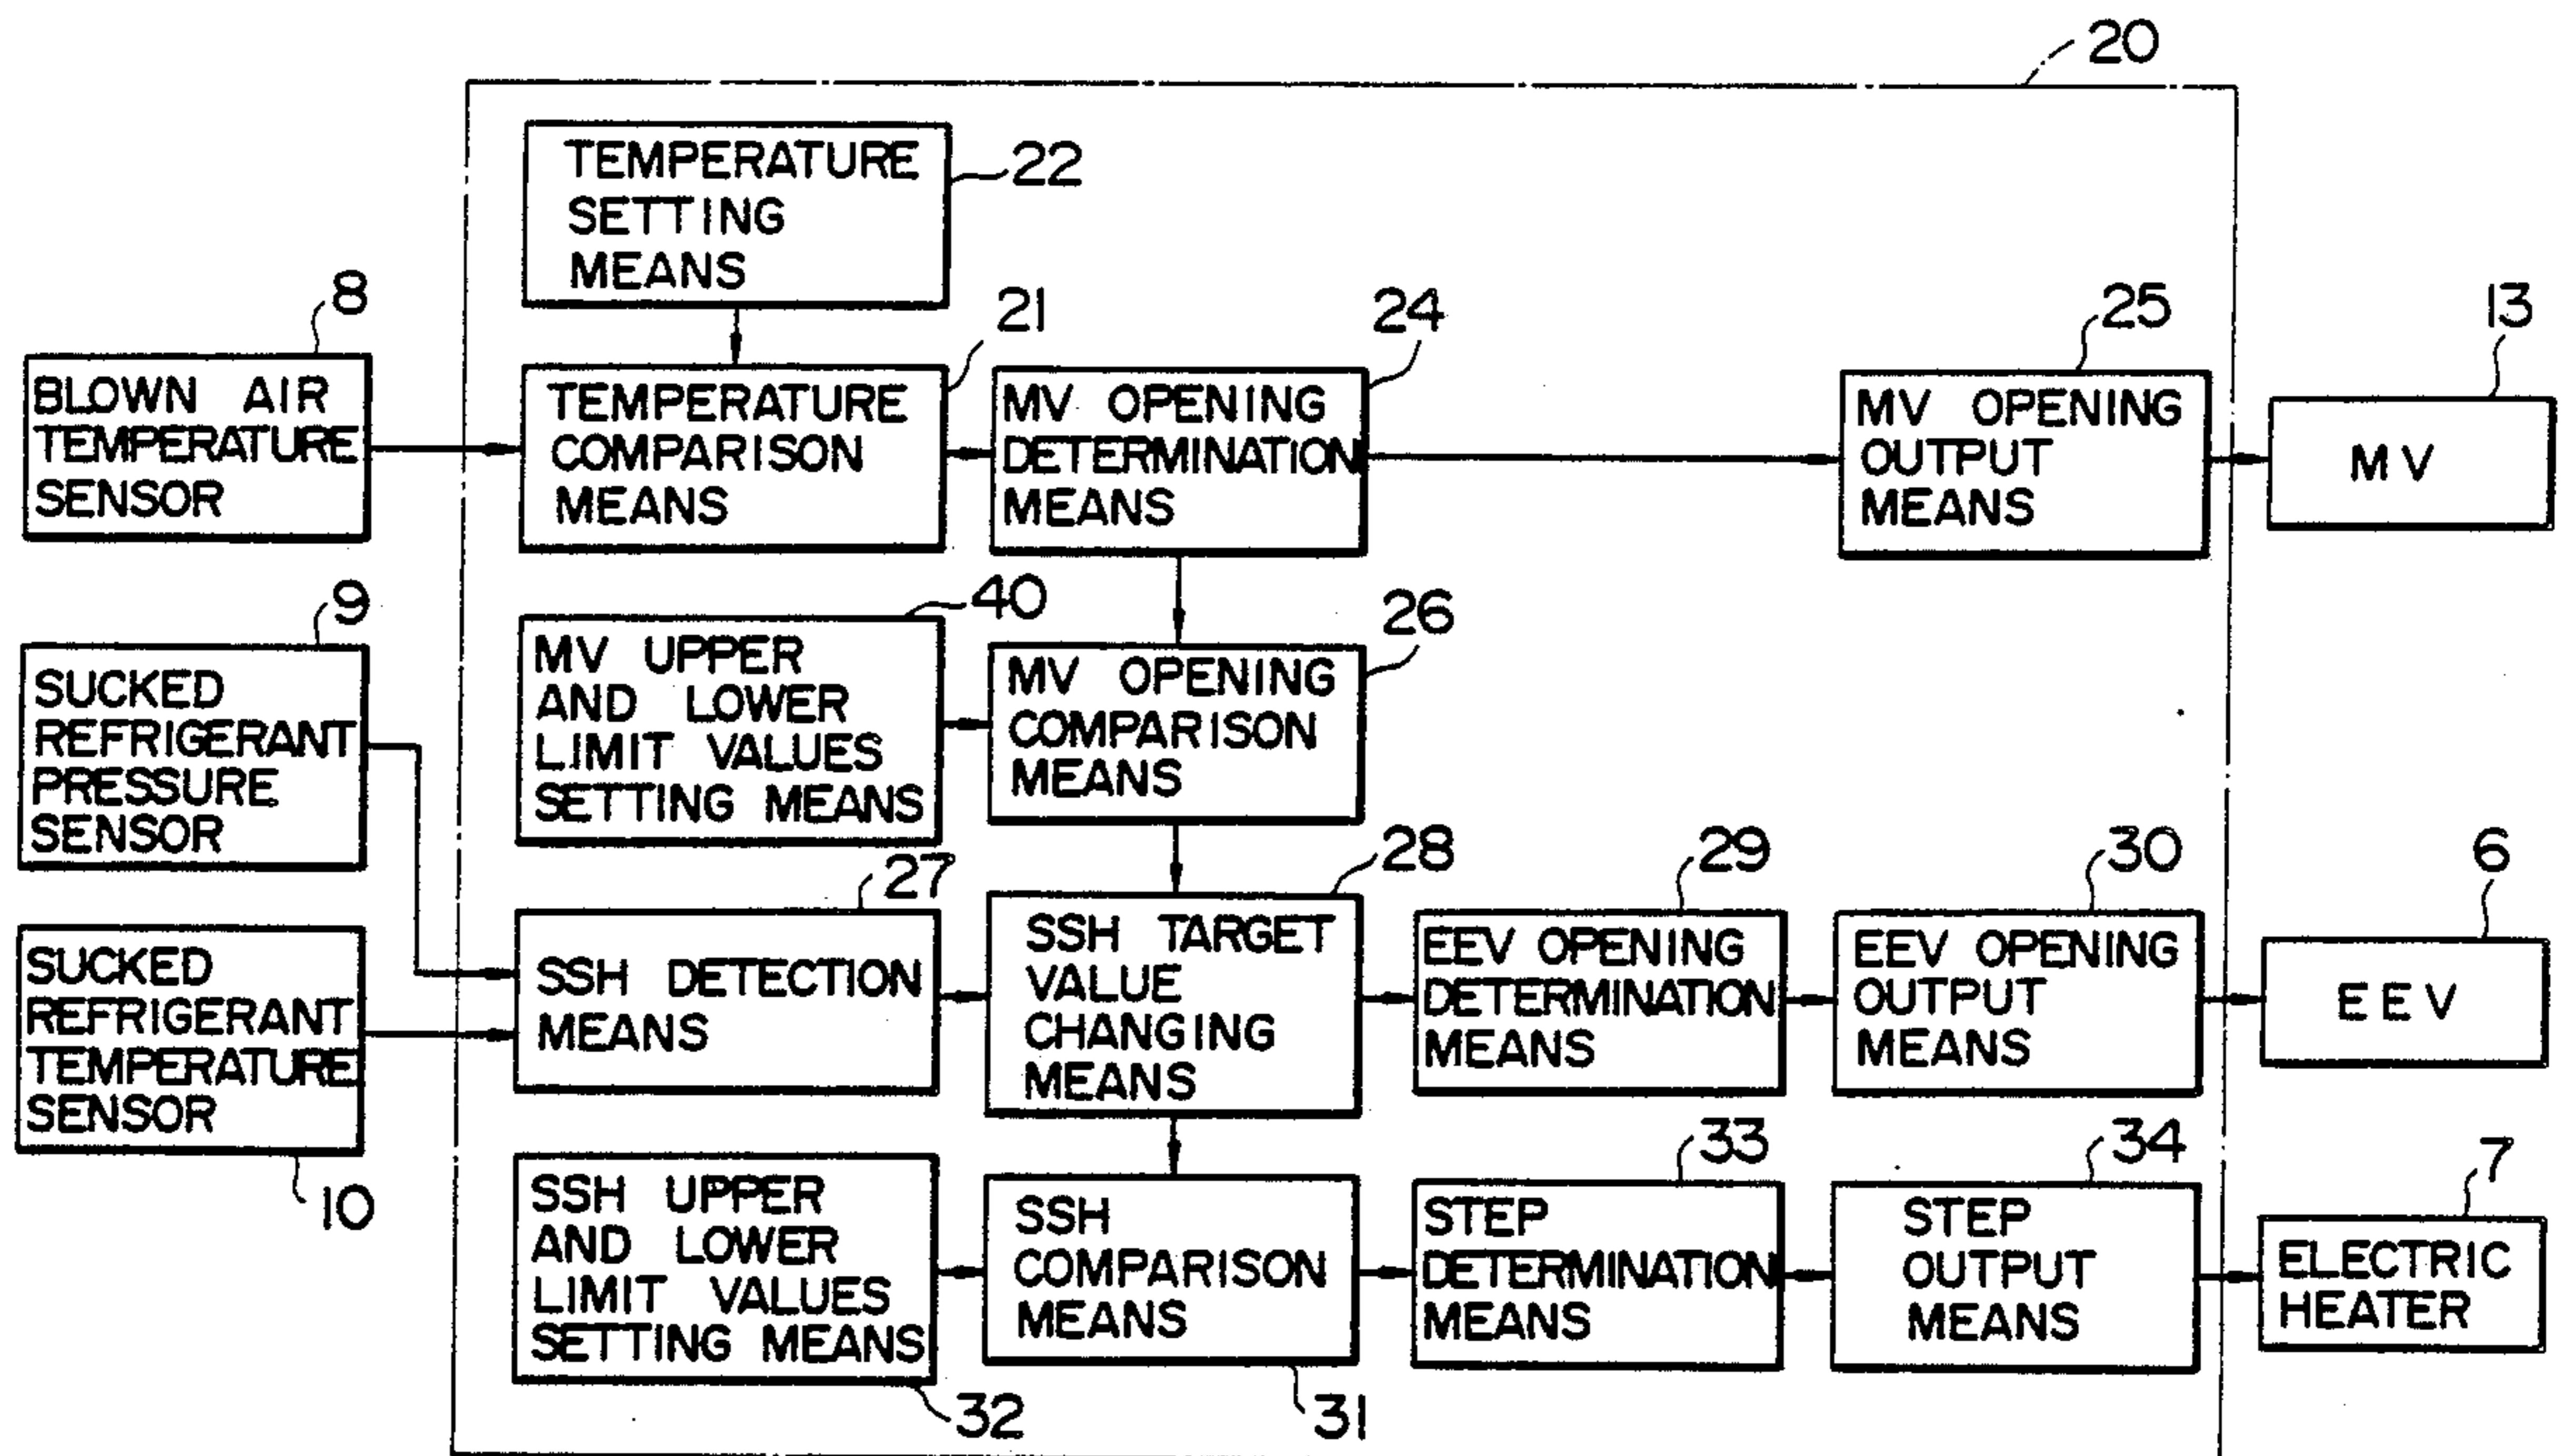 20
TEMPERATURE
SETTING
MEANS
22
8
BLOWN AIR
TEMPERATURE
SENSOR
21
TEMPERATURE
COMPARISON
MEANS
24
MV OPENING
DETERMINATION
MEANS
25
MV OPENING
OUTPUT
MEANS
13
MV
9
SUCKED
REFRIGERANT
PRESSURE
SENSOR
40
MV UPPER
AND LOWER
LIMIT VALUES
SETTING MEANS
26
MV OPENING
COMPARISON
MEANS
SUCKED
REFRIGERANT
TEMPERATURE
SENSOR
10
27
SSH DETECTION
MEANS
28
SSH TARGET
VALUE
CHANGING
MEANS
29
EEV OPENING
DETERMINATION
MEANS
30
EEV OPENING
OUTPUT
MEANS
6
EEV
SSH UPPER
AND LOWER
LIMIT VALUES
SETTING MEANS
32
SSH
COMPARISON
MEANS
31
33
STEP
DETERMINATION
MEANS
34
STEP
OUTPUT
MEANS
7
ELECTRIC
HEATER